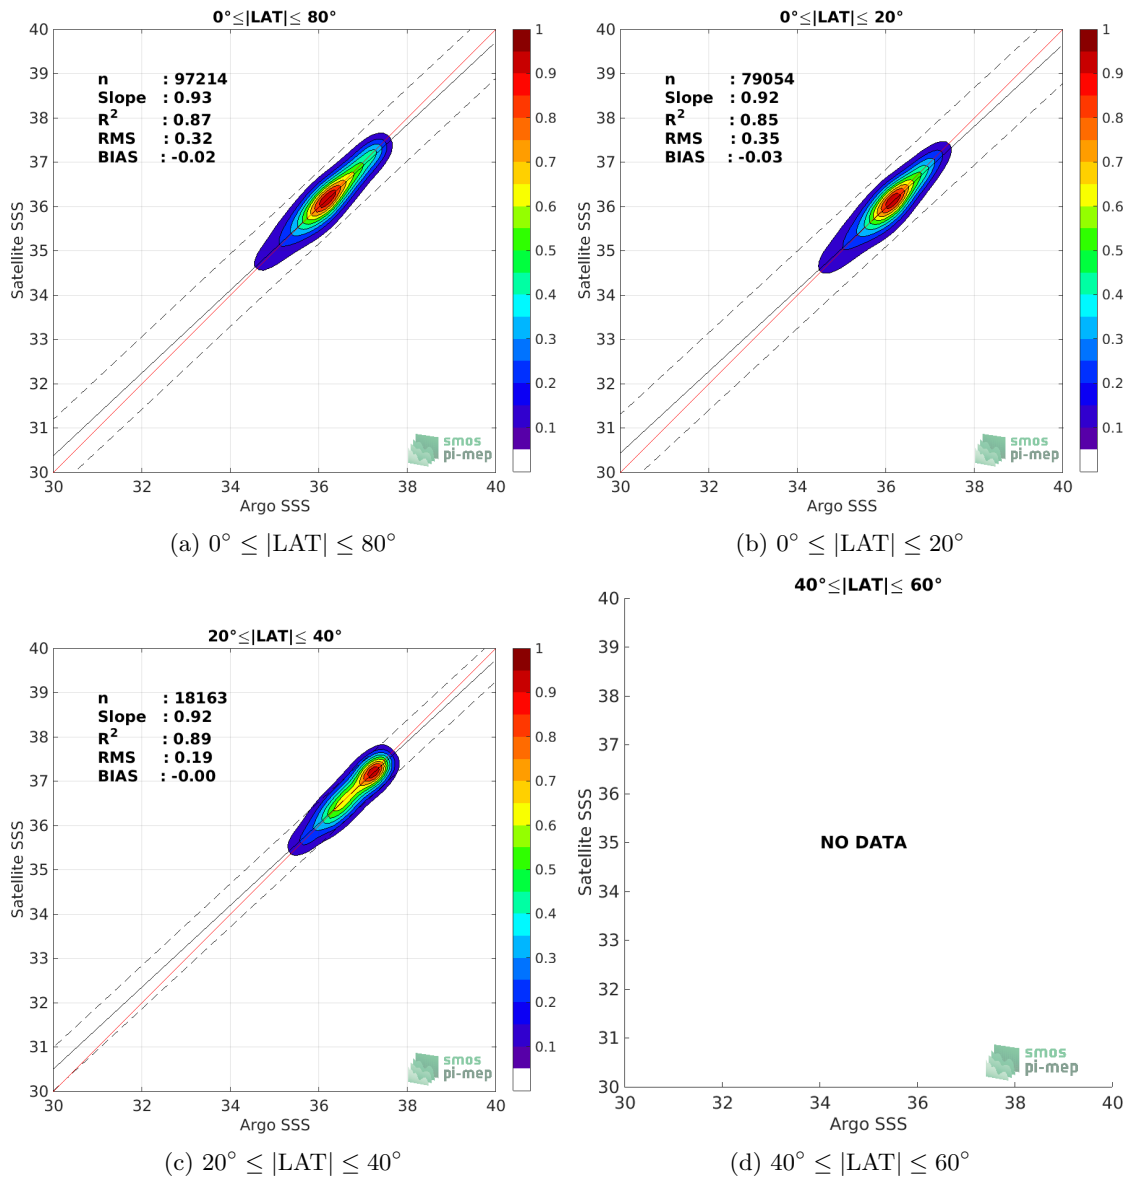 0°≤|LAT|≤ 80°
n : 97214
Slope : 0.93
R² : 0.87
RMS : 0.32
BIAS : -0.02
Satellite SSS
40
39
38
37
36
35
34
33
32
31
30
30 32 34 36 38 40
Argo SSS
1
0.9
0.8
0.7
0.6
0.5
0.4
0.3
0.2
0.1
smos
pi-mep
(a) 0° ≤ |LAT| ≤ 80°
0°≤|LAT|≤ 20°
n : 79054
Slope : 0.92
R² : 0.85
RMS : 0.35
BIAS : -0.03
Satellite SSS
40
39
38
37
36
35
34
33
32
31
30
30 32 34 36 38 40
Argo SSS
1
0.9
0.8
0.7
0.6
0.5
0.4
0.3
0.2
0.1
smos
pi-mep
(b) 0° ≤ |LAT| ≤ 20°
20°≤|LAT|≤ 40°
n : 18163
Slope : 0.92
R² : 0.89
RMS : 0.19
BIAS : -0.00
Satellite SSS
40
39
38
37
36
35
34
33
32
31
30
30 32 34 36 38 40
Argo SSS
1
0.9
0.8
0.7
0.6
0.5
0.4
0.3
0.2
0.1
smos
pi-mep
(c) 20° ≤ |LAT| ≤ 40°
40°≤|LAT|≤ 60°
NO DATA
Satellite SSS
40
39
38
37
36
35
34
33
32
31
30
30 32 34 36 38 40
Argo SSS
smos
pi-mep
(d) 40° ≤ |LAT| ≤ 60°